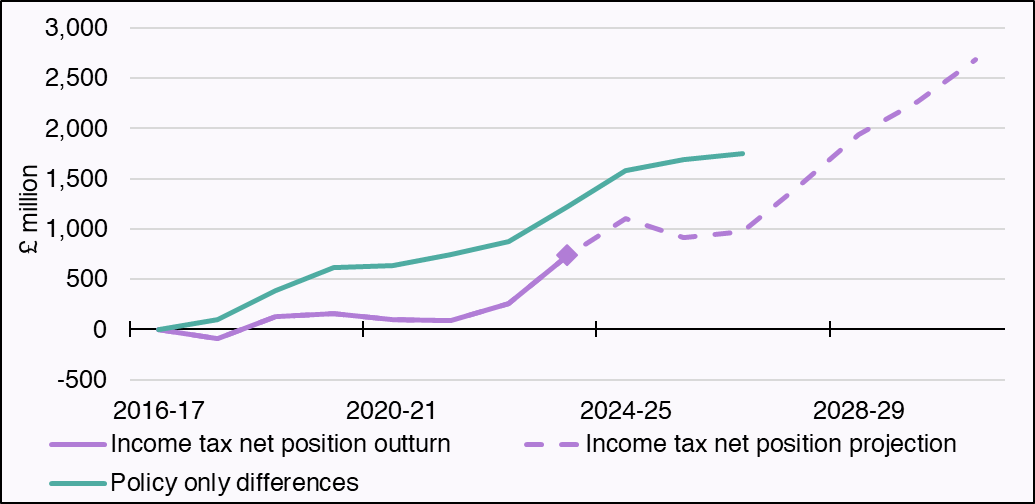 3,000
2,500
2,000
1,500
1,000
500
0
-500
£ million
2016-17 2020-21 2024-25 2028-29
Income tax net position outturn Income tax net position projection
Policy only differences